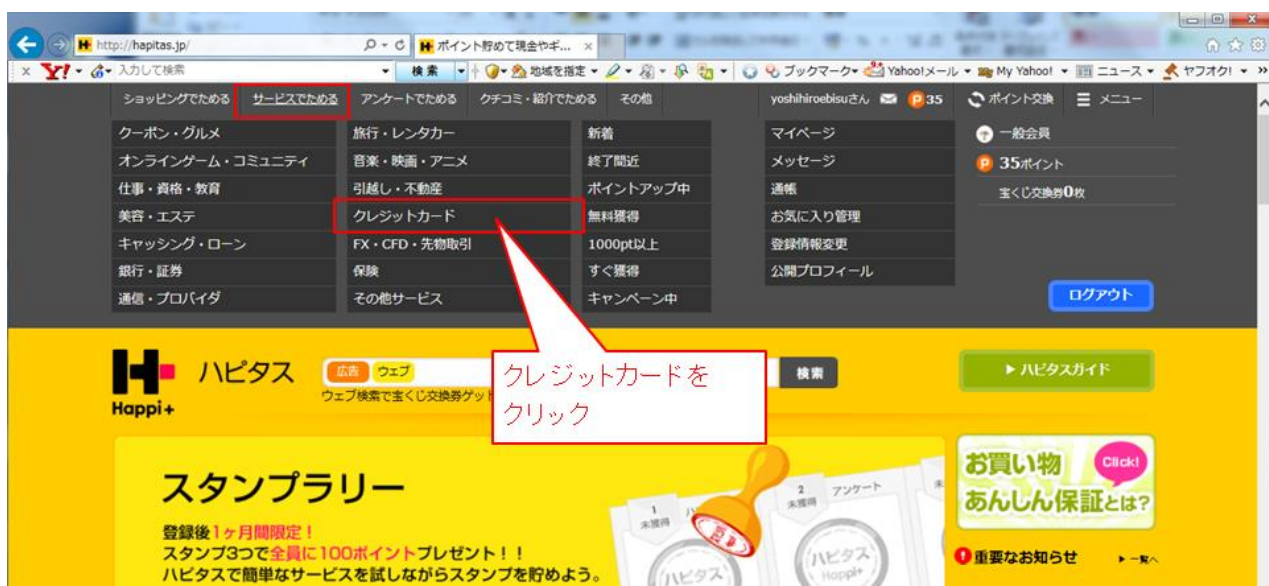 http://hapitas.jp/
ポイント貯めて現金やギ...
入力して検索
検索
地域を指定
ブックマーク
Yahoo!メール
My Yahoo!
ニュース
ヤフオク!
ショッピングでためる サービスでためる アンケートでためる クチコミ・紹介でためる その他 yoshihiroebisuさん P35 ポイント交換 メニュー
クーポン・グルメ 旅行・レンタカー 新着 マイページ 一般会員
オンラインゲーム・コミュニティ 音楽・映画・アニメ 終了間近 メッセージ P 35ポイント
仕事・資格・教育 引越し・不動産 ポイントアップ中 通帳 宝くじ交換券0枚
美容・エステ クレジットカード 無料獲得 お気に入り管理
キャッシング・ローン FX・CFD・先物取引 1000pt以上 登録情報変更
銀行・証券 保険 すぐ獲得 公開プロフィール
通信・プロバイダ その他サービス キャンペーン中 ログアウト
ハピタス
Happi+
広告 ウェブ
検索
ウェブ検索で宝くじ交換券ゲッ
クレジットカードを
クリック
ハピタスガイド
スタンプラリー
登録後1ヶ月間限定!
スタンプ3つで全員に100ポイントプレゼント!!
ハピタスで簡単なサービスを試しながらスタンプを貯めよう。
1
未獲得
2 アンケート
未獲得
ハピタス
Happi+
ハピタス
お買い物 Click!
あんしん保証とは?
重要なお知らせ 一覧へ